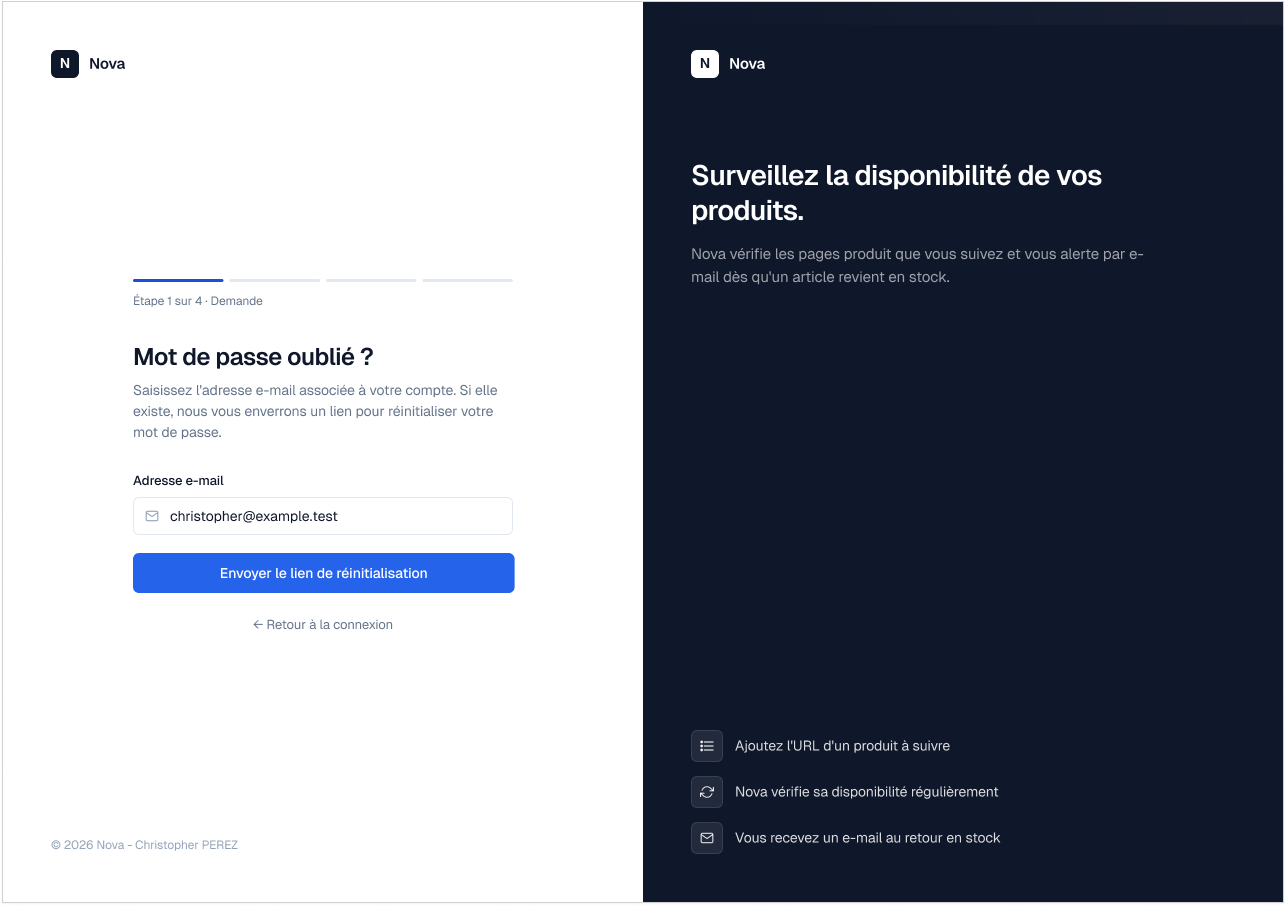 N Nova
Étape 1 sur 4 · Demande
Mot de passe oublié ?
Saisissez l'adresse e-mail associée à votre compte. Si elle
existe, nous vous enverrons un lien pour réinitialiser votre
mot de passe.
Adresse e-mail
christopher@example.test
Envoyer le lien de réinitialisation
← Retour à la connexion
© 2026 Nova - Christopher PEREZ
N Nova
Surveillez la disponibilité de vos
produits.
Nova vérifie les pages produit que vous suivez et vous alerte par e-
mail dès qu'un article revient en stock.
Ajoutez l'URL d'un produit à suivre
Nova vérifie sa disponibilité régulièrement
Vous recevez un e-mail au retour en stock